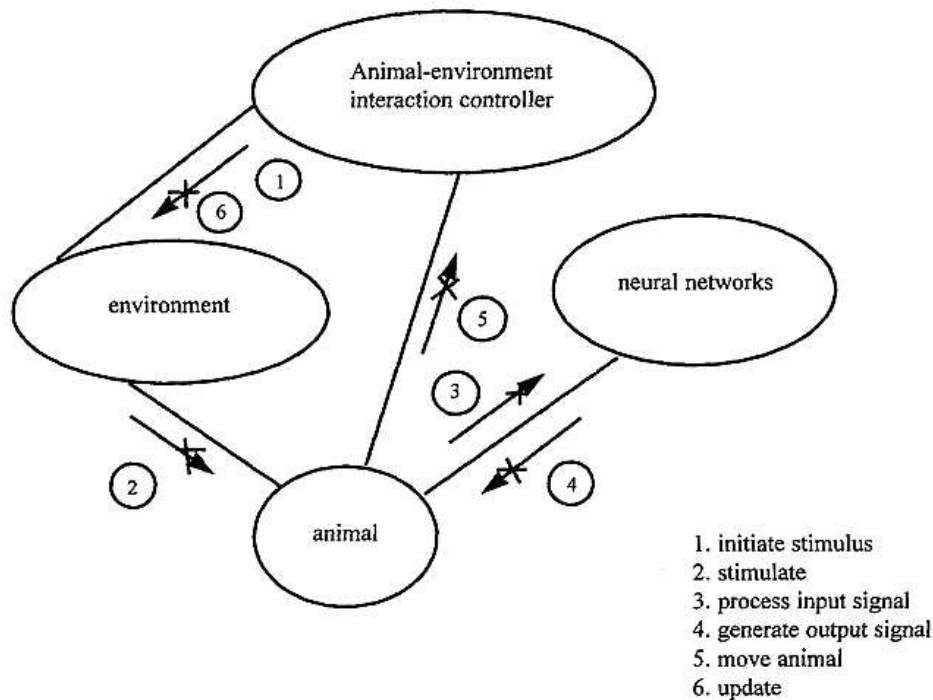 Animal-environment
interaction controller
1
6
neural networks
environment
5
3
2
4
animal
1. initiate stimulus
2. stimulate
3. process input signal
4. generate output signal
5. move animal
6. update